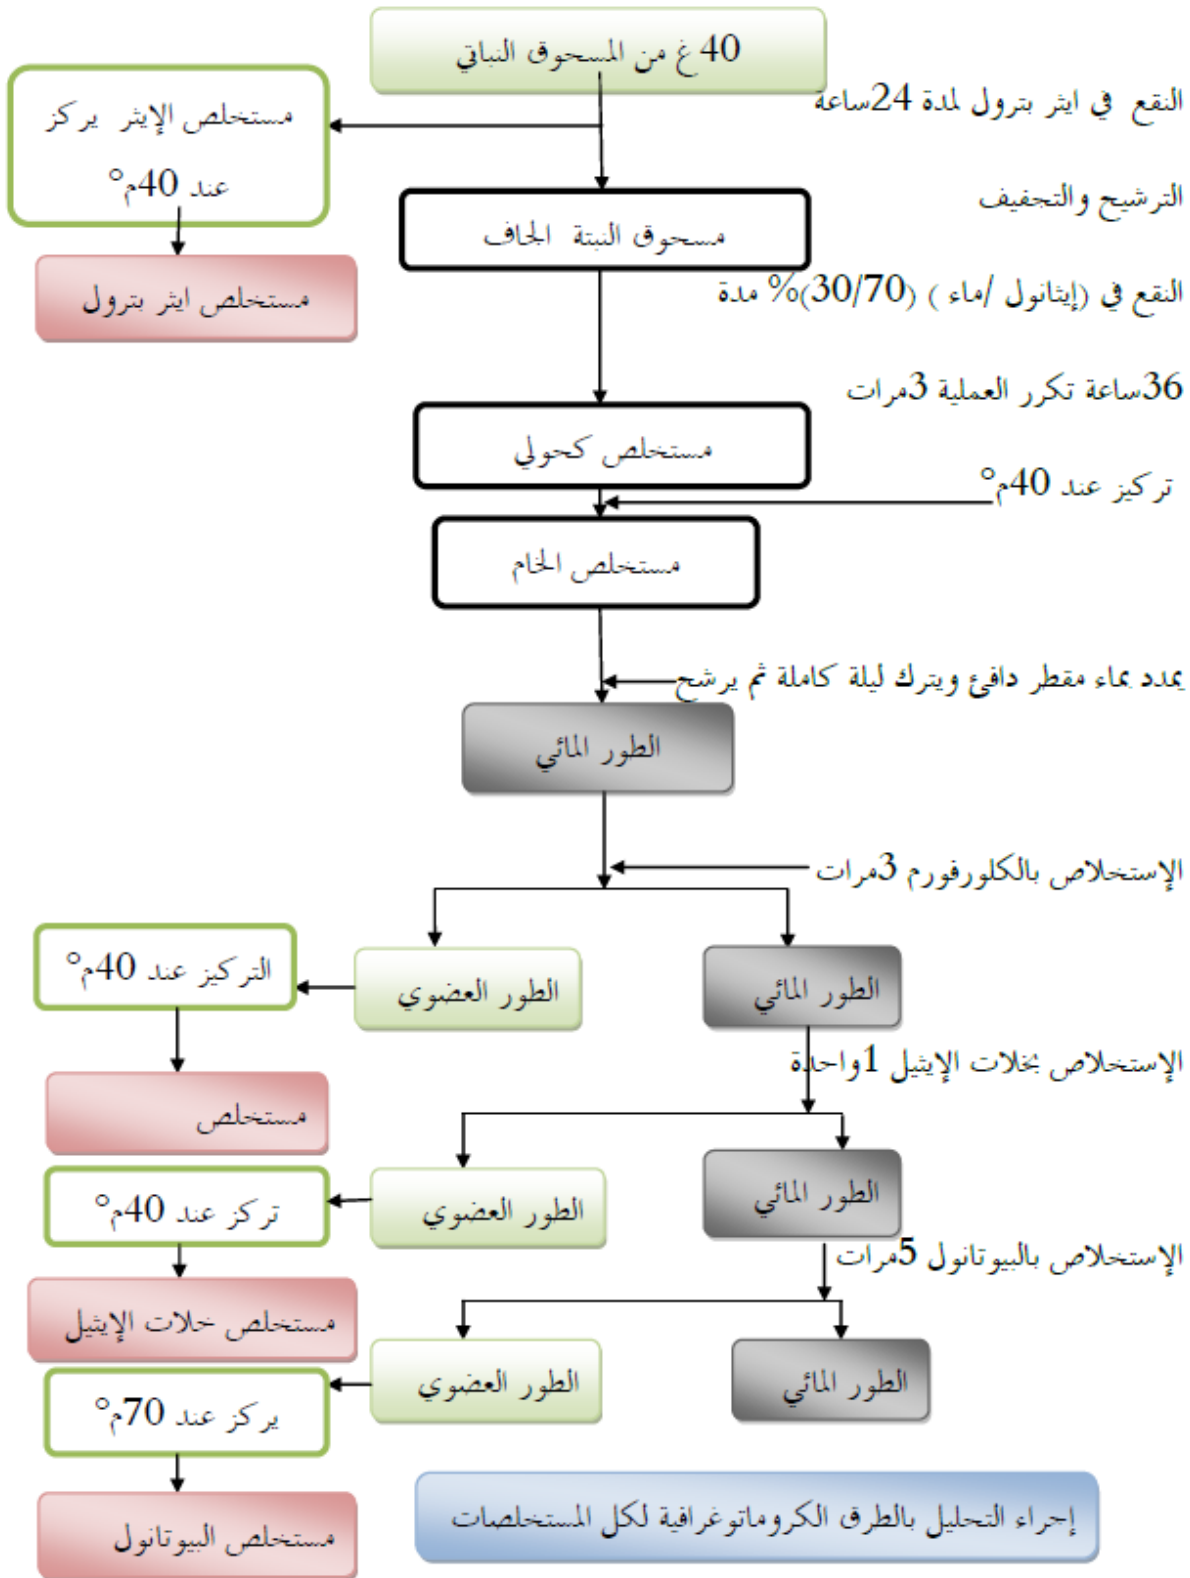 40 غ من المسحوق النباتي
النقع في ايثر بترول لمدة 24ساعة
مستخلص الإيثر يركز
عند 40م°
الترشيح والتجفيف
مسحوق النبتة الجاف
مستخلص ايثر بترول
النقع في (إيثانول /ماء ) (30/70)% مدة
36ساعة تكرر العملية 3مرات
مستخلص كحولي
تركيز عند 40م°
مستخلص الخام
يمدد بماء مقطر دافئ ويترك ليلة كاملة ثم يرشح
الطور المائي
الإستخلاص بالكلورفورم 3مرات
الطور المائي
الطور العضوي
التركيز عند 40م°
الإستخلاص بخلات الإيثيل 1واحدة
مستخلص
الطور المائي
الطور العضوي
تركز عند 40م°
الإستخلاص بالبيوتانول 5مرات
مستخلص خلات الإيثيل
الطور المائي
الطور العضوي
يركز عند 70م°
إجراء التحليل بالطرق الكروماتوغرافية لكل المستخلصات
مستخلص البيوتانول